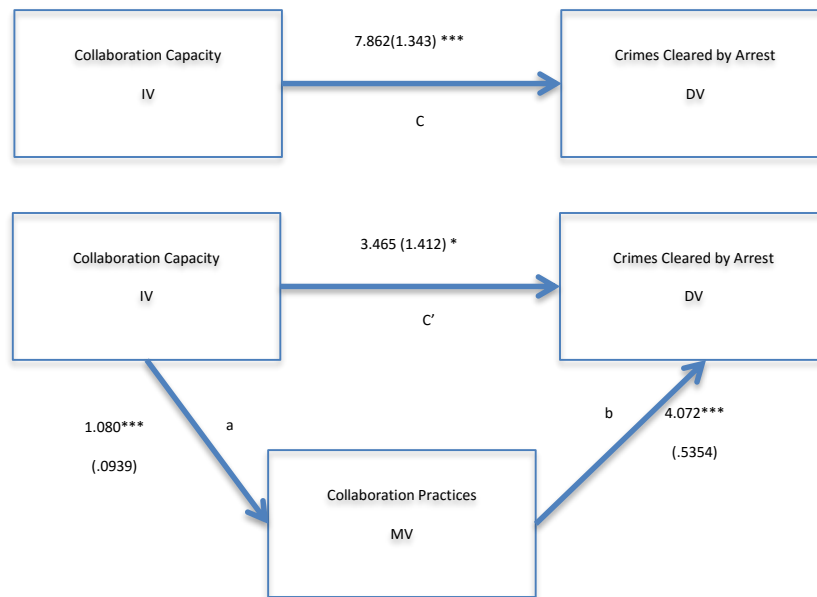 7.862(1.343) ***
Collaboration Capacity
IV
Crimes Cleared by Arrest
DV
C
3.465 (1.412) *
Collaboration Capacity
IV
Crimes Cleared by Arrest
DV
C’
1.080***
(.0939)
a
b
4.072***
(.5354)
Collaboration Practices
MV